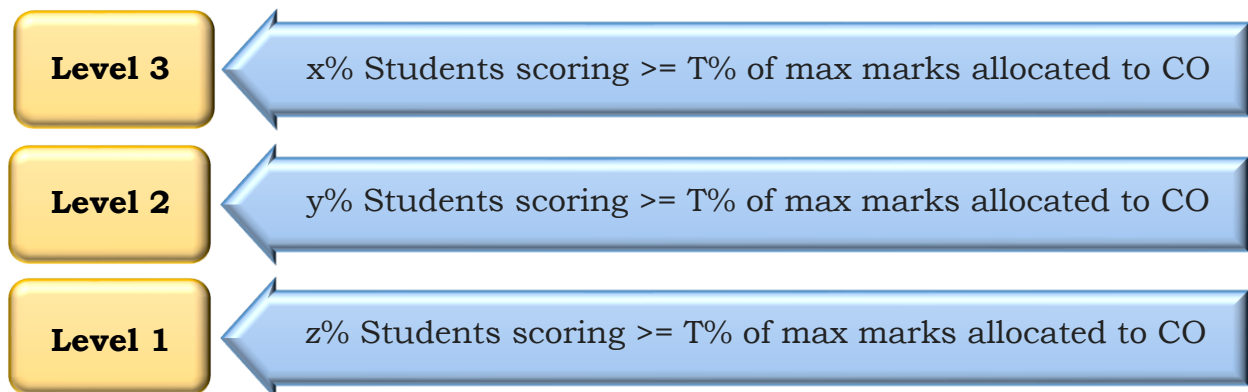 Level 3
x% Students scoring >= T% of max marks allocated to CO
Level 2
y% Students scoring >= T% of max marks allocated to CO
Level 1
z% Students scoring >= T% of max marks allocated to CO